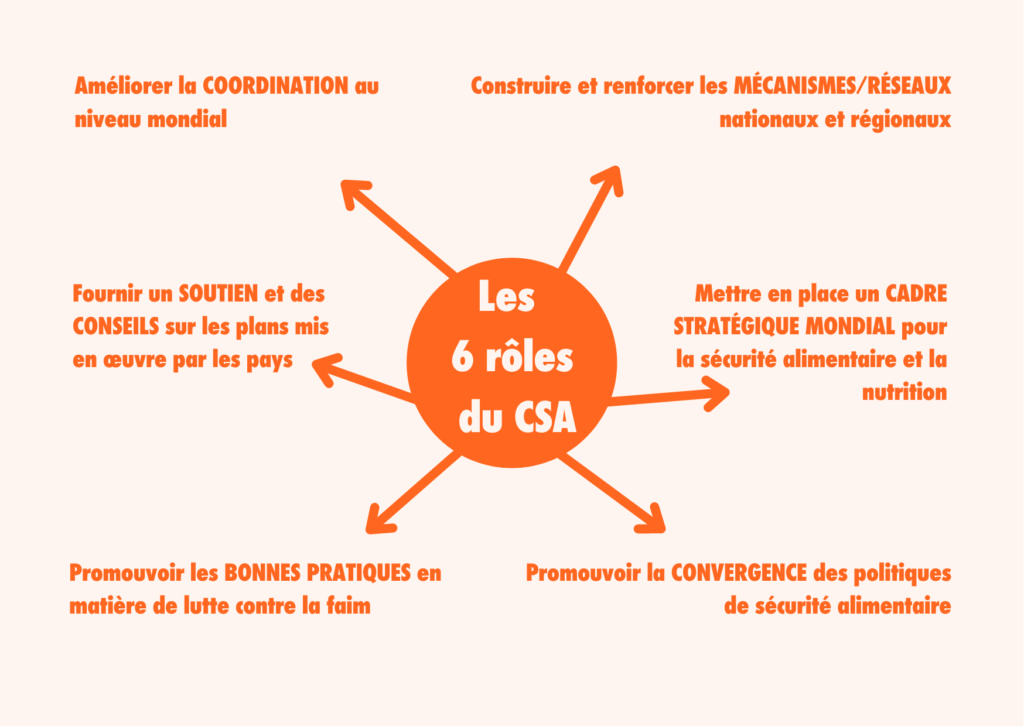 Améliorer la COORDINATION au
niveau mondial
Construire et renforcer les MÉCANISMES/RÉSEAUX
nationaux et régionaux
Les
6 rôles
du CSA
Fournir un SOUTIEN et des
CONSEILS sur les plans mis
en œuvre par les pays
Mettre en place un CADRE
STRATÉGIQUE MONDIAL pour
la sécurité alimentaire et la
nutrition
Promouvoir les BONNES PRATIQUES en
matière de lutte contre la faim
Promouvoir la CONVERGENCE des politiques
de sécurité alimentaire